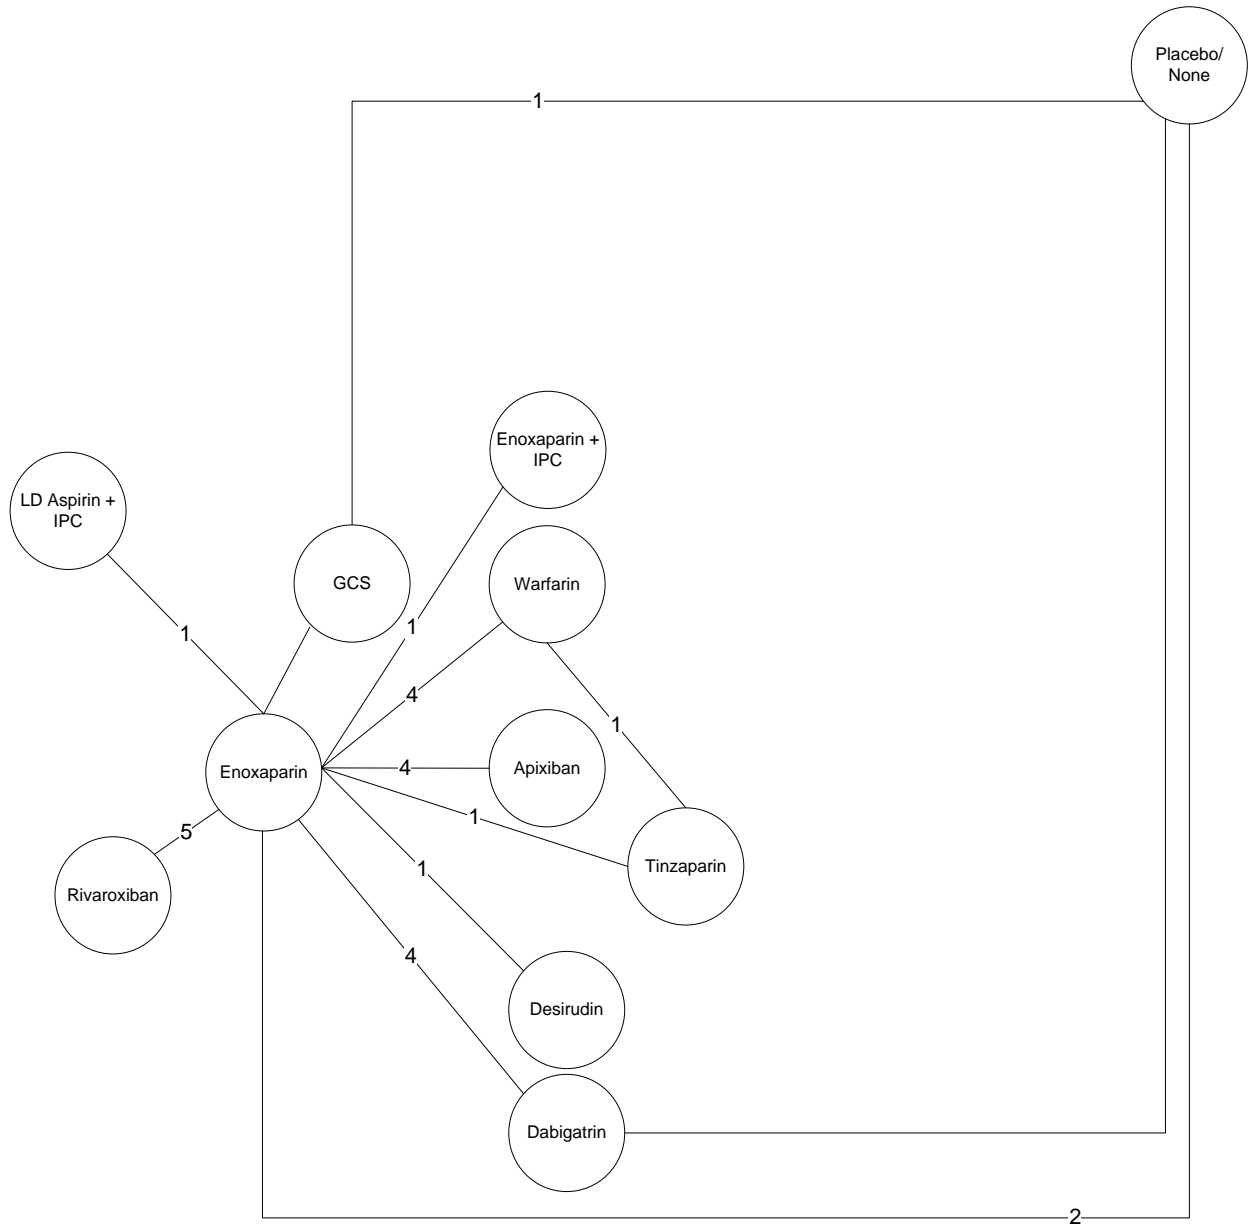 Placebo/
None
1
Enoxaparin +
IPC
LD Aspirin +
IPC
GCS
Warfarin
1
1
4
1
Enoxaparin
4
Apixiban
1
5
Tinzaparin
1
Rivaroxiban
4
Desirudin
Dabigatrin
2